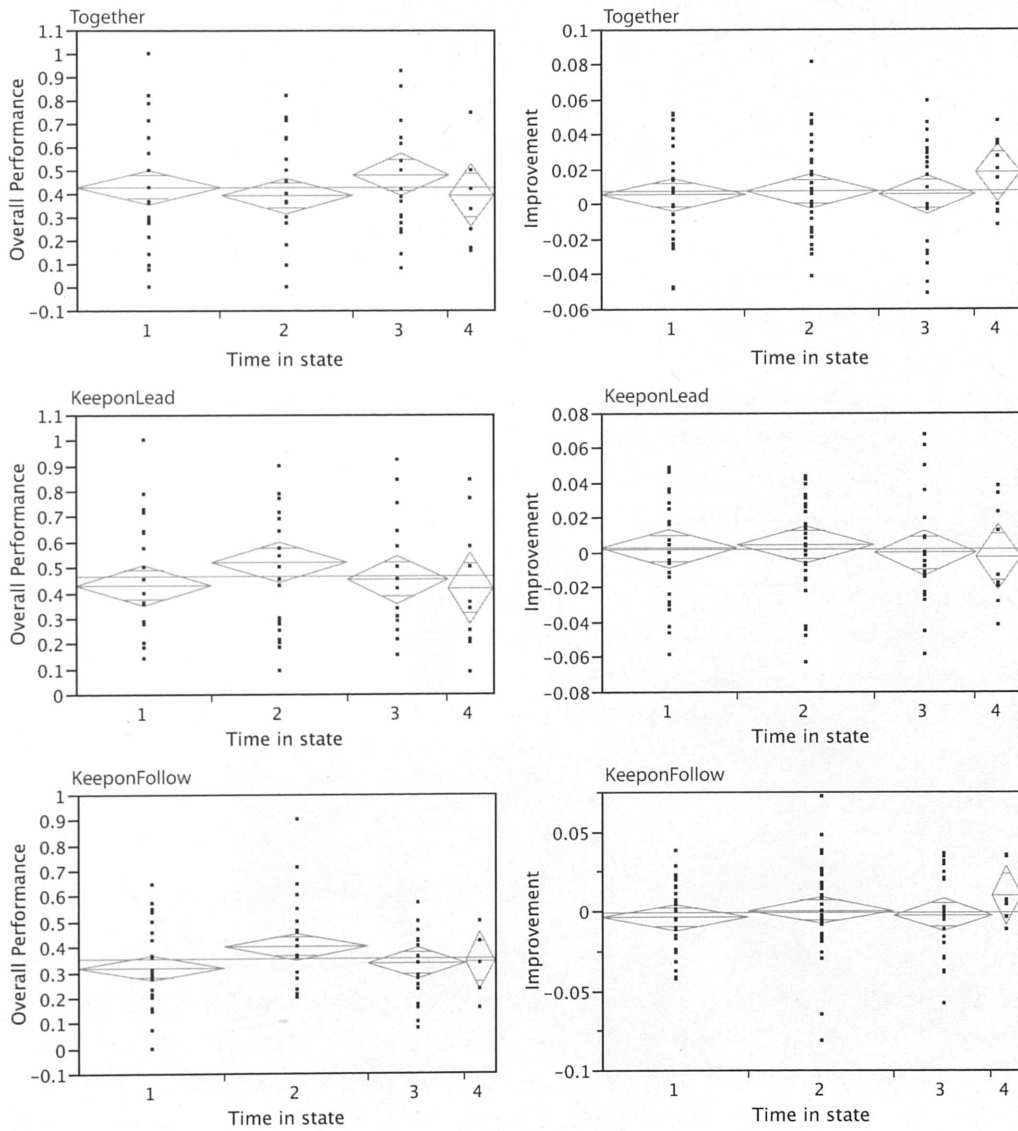 Together
1.1
1
0.9
0.8
0.7
0.6
0.5
0.4
0.3
0.2
0.1
0
−0.1
Overall Performance
1 2 3 4
Time in state
Together
0.1
0.08
0.06
0.04
0.02
0
−0.02
−0.04
−0.06
Improvement
1 2 3 4
Time in state
KeeponLead
1.1
1
0.9
0.8
0.7
0.6
0.5
0.4
0.3
0.2
0.1
0
Overall Performance
1 2 3 4
Time in state
KeeponLead
0.08
0.06
0.04
0.02
0
−0.02
−0.04
−0.06
−0.08
Improvement
1 2 3 4
Time in state
KeeponFollow
1
0.9
0.8
0.7
0.6
0.5
0.4
0.3
0.2
0.1
0
−0.1
Overall Performance
1 2 3 4
Time in state
KeeponFollow
0.05
0
−0.05
−0.1
Improvement
1 2 3 4
Time in state